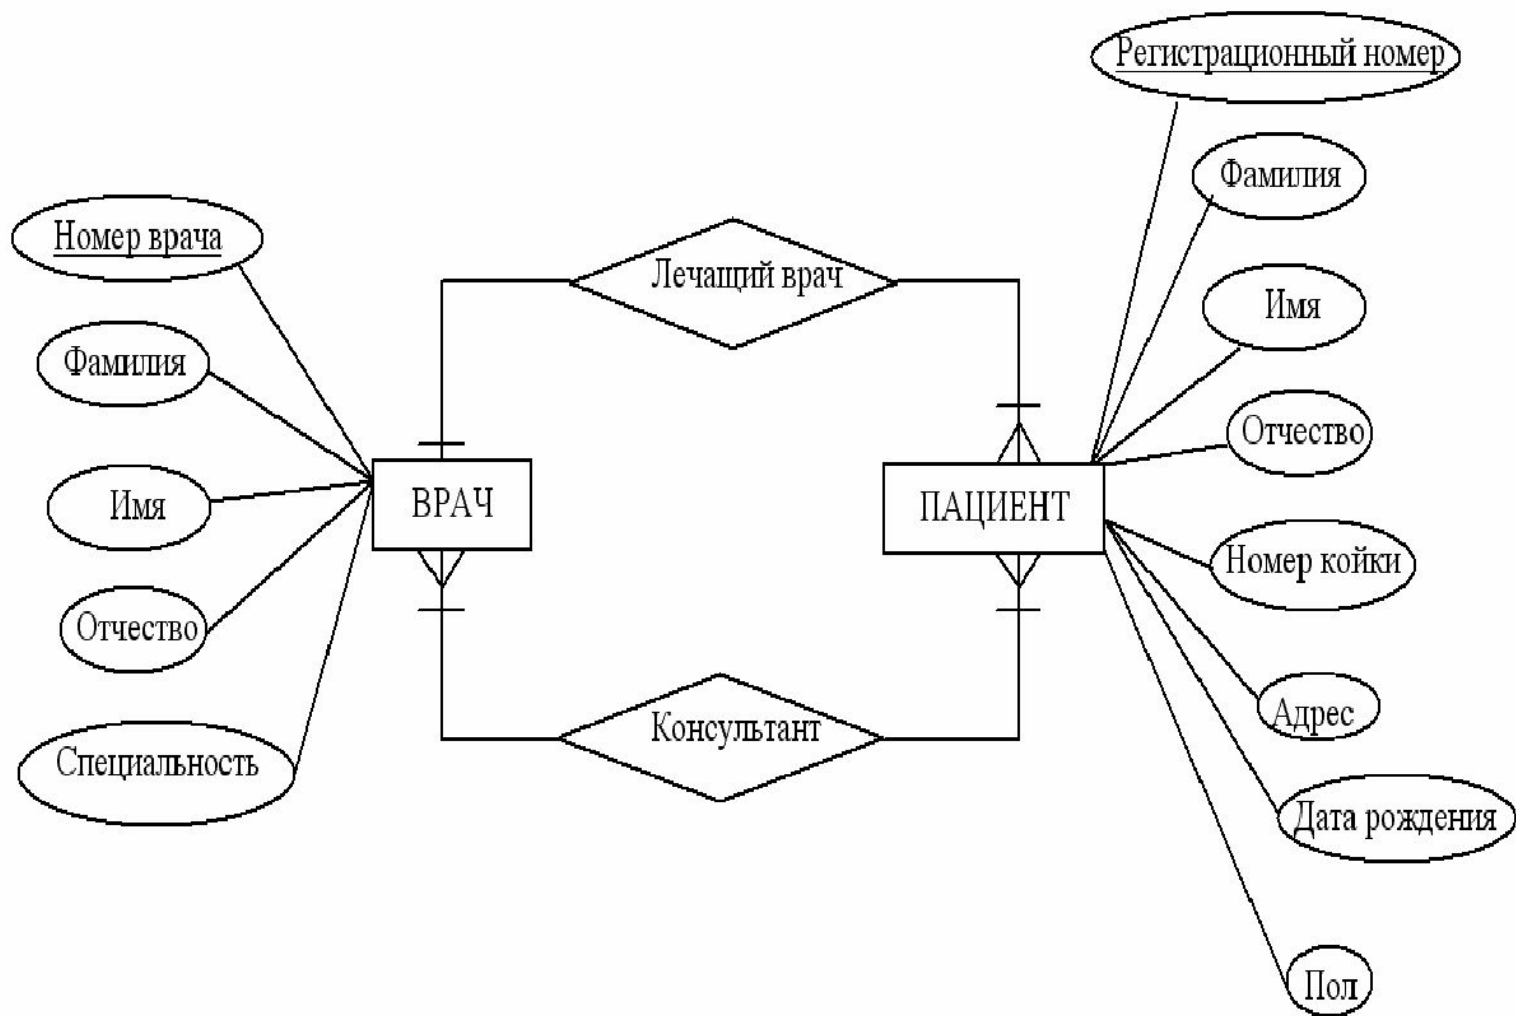 Регистрационный номер
Фамилия
Номер врача
Лечащий врач
Имя
Фамилия
Отчество
Имя
ВРАЧ
ПАЦИЕНТ
Номер койки
Отчество
Адрес
Консультант
Специальность
Дата рождения
Пол